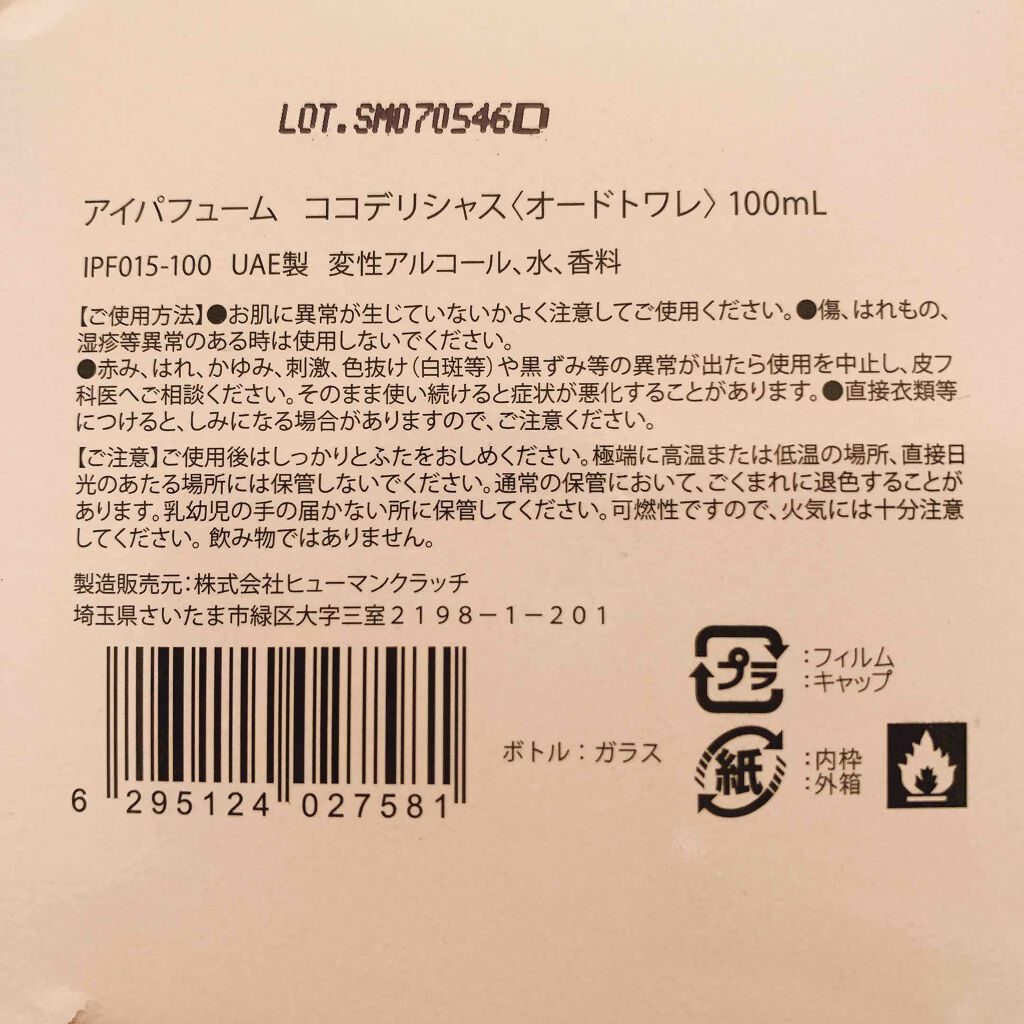 LOT.SM070546D
アイパフューム ココデリシャス〈オードトワレ〉 100mL
IPF015-100 UAE製 変性アルコール、水、香料
【ご使用方法】●お肌に異常が生じていないかよく注意してご使用ください。●傷、はれもの、
湿疹等異常のある時は使用しないでください。
●赤み、はれ、かゆみ、刺激、色抜け(白斑等)や黒ずみ等の異常が出たら使用を中止し、皮フ
科医へご相談ください。そのまま使い続けると症状が悪化することがあります。●直接衣類等
につけると、しみになる場合がありますので、ご注意ください。
【ご注意】ご使用後はしっかりとふたをおしめください。極端に高温または低温の場所、直接日
光のあたる場所には保管しないでください。通常の保管において、ごくまれに退色することが
あります。乳幼児の手の届かない所に保管してください。可燃性ですので、火気には十分注意
してください。 飲み物ではありません。
製造販売元:株式会社ヒューマンクラッチ
埼玉県さいたま市緑区大字三室2198-1-201
プラ :フィルム
:キャップ
ボトル:ガラス
紙 :内枠
:外箱
6 295124 027581